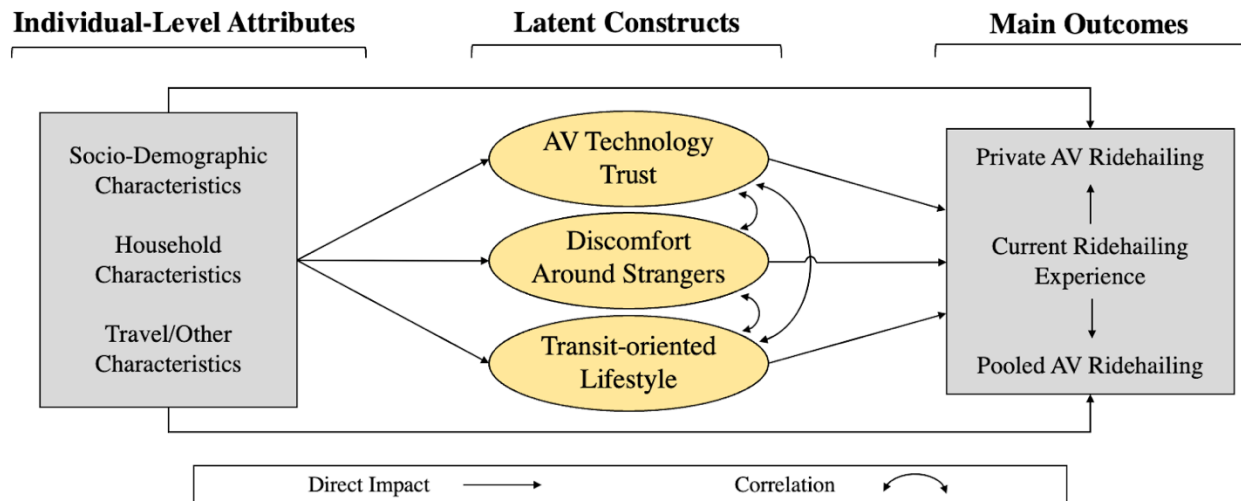 Individual-Level Attributes
Latent Constructs
Main Outcomes
Socio-Demographic
Characteristics
Household
Characteristics
Travel/Other
Characteristics
AV Technology
Trust
Discomfort
Around Strangers
Transit-oriented
Lifestyle
Private AV Ridehailing
Current Ridehailing
Experience
Pooled AV Ridehailing
Direct Impact
Correlation